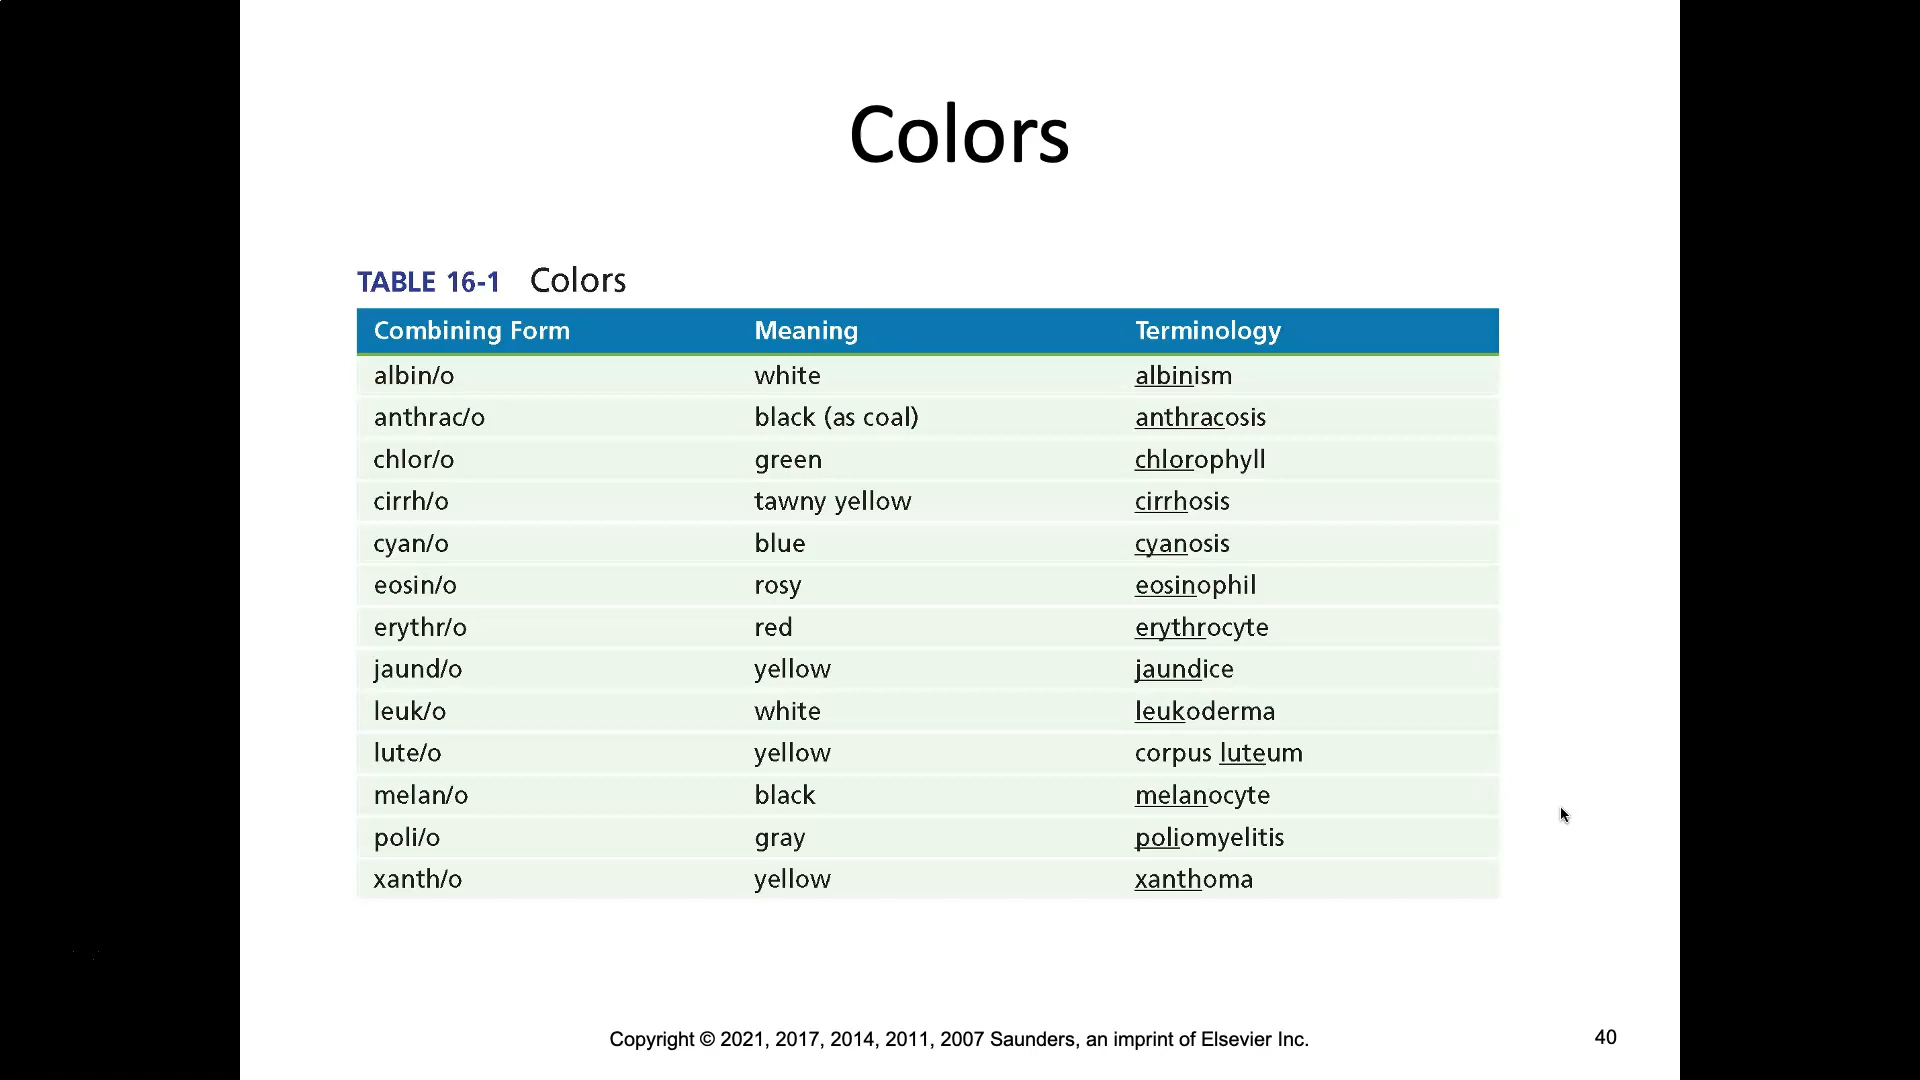 Colors
TABLE 16-1 Colors
Combining Form Meaning Terminology
albin/o white albinism
anthrac/o black (as coal) anthracosis
chlor/o green chlorophyll
cirrh/o tawny yellow cirrhosis
cyan/o blue cyanosis
eosin/o rosy eosinophil
erythr/o red erythrocyte
jaund/o yellow jaundice
leuk/o white leukoderma
lute/o yellow corpus luteum
melan/o black melanocyte
poli/o gray poliomyelitis
xanth/o yellow xanthoma
Copyright © 2021, 2017, 2014, 2011, 2007 Saunders, an imprint of Elsevier Inc.
40